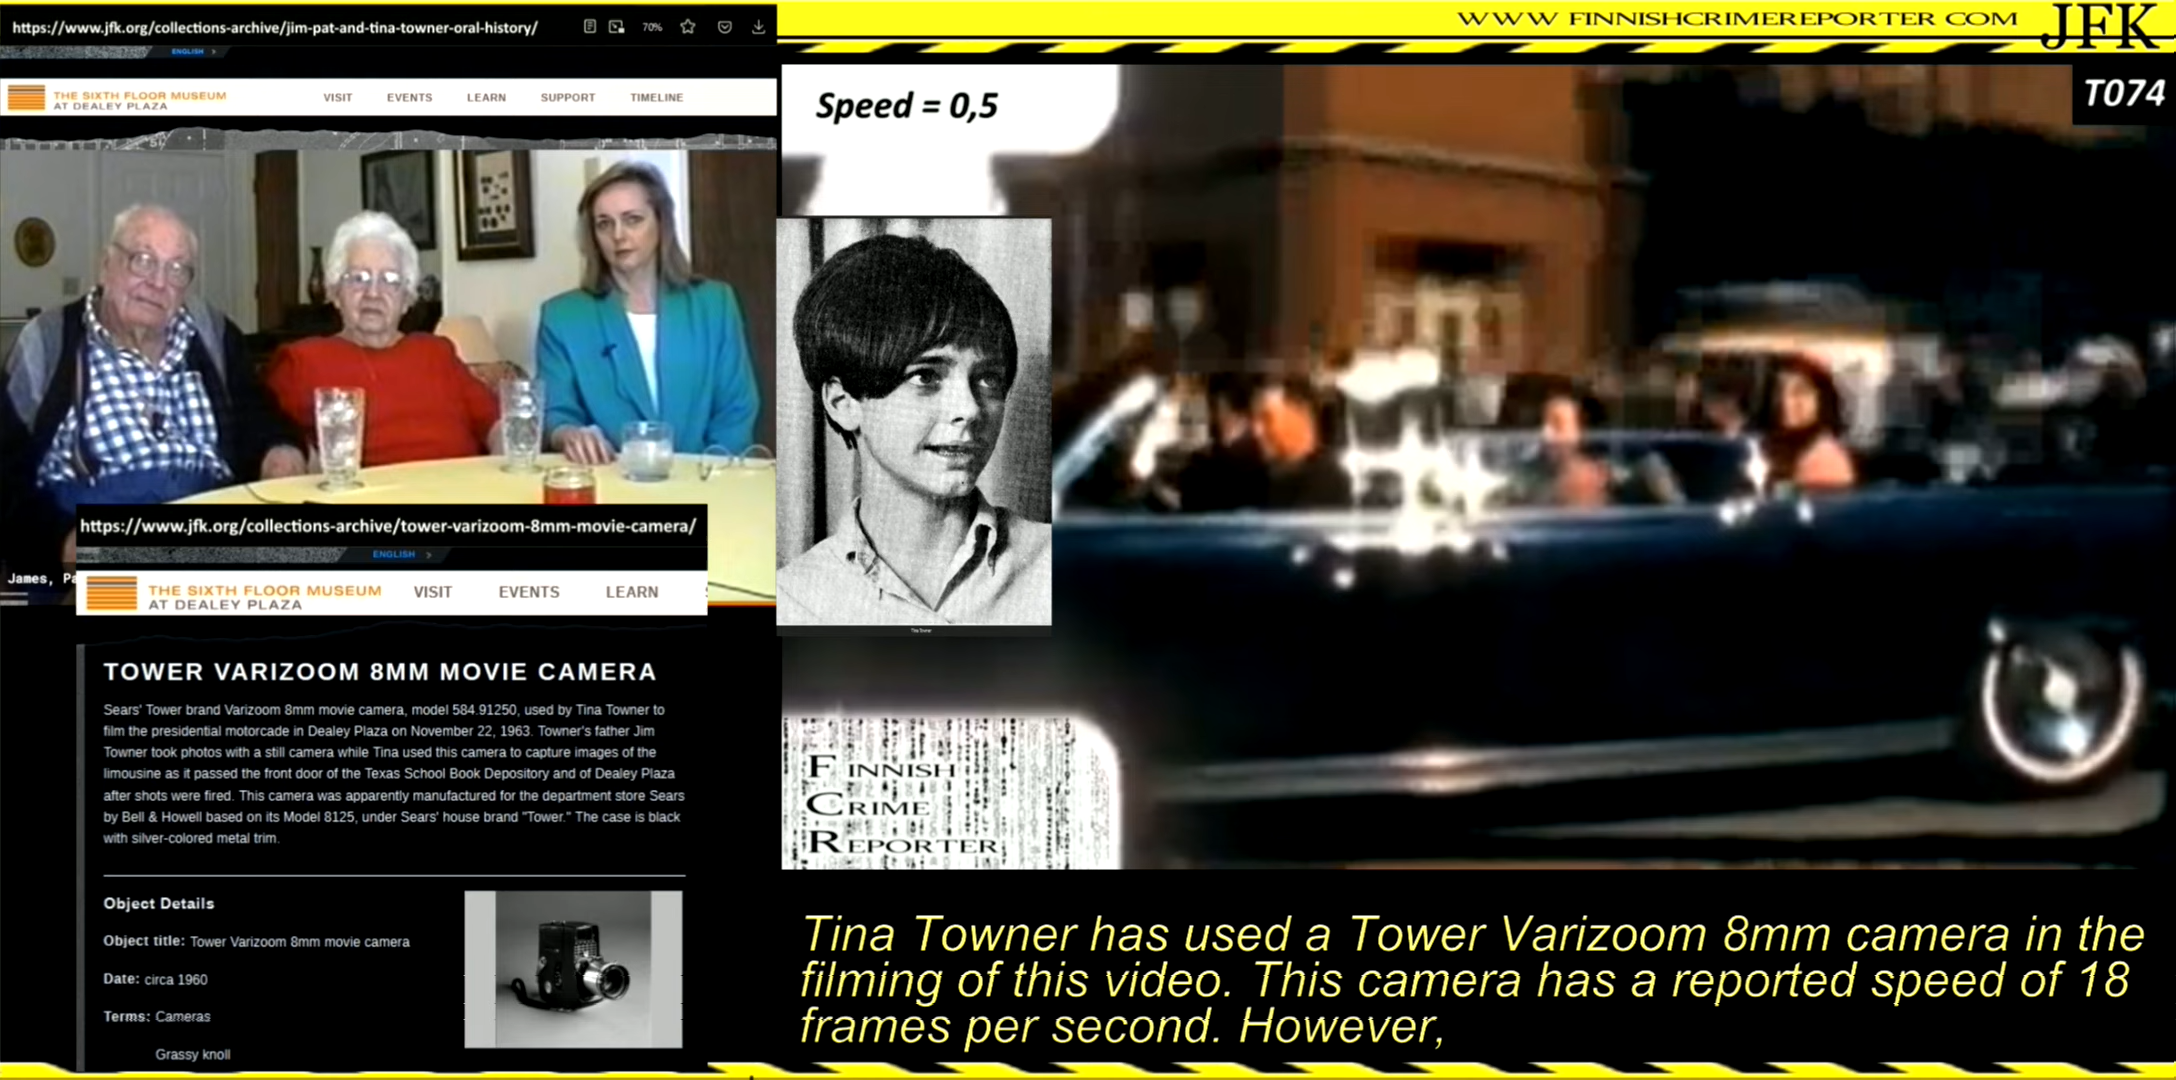 https://www.jfk.org/collections-archive/jim-pat-and-tina-towner-oral-history/
70%
ENGLISH >
THE SIXTH FLOOR MUSEUM
AT DEALEY PLAZA
VISIT EVENTS LEARN SUPPORT TIMELINE
https://www.jfk.org/collections-archive/tower-varizoom-8mm-movie-camera/
ENGLISH >
James, Pa
THE SIXTH FLOOR MUSEUM
AT DEALEY PLAZA
VISIT EVENTS LEARN
TOWER VARIZOOM 8MM MOVIE CAMERA
Sears' Tower brand Varizoom 8mm movie camera, model 584.91250, used by Tina Towner to
film the presidential motorcade in Dealey Plaza on November 22, 1963. Towner's father Jim
Towner took photos with a still camera while Tina used this camera to capture images of the
limousine as it passed the front door of the Texas School Book Depository and of Dealey Plaza
after shots were fired. This camera was apparently manufactured for the department store Sears
by Bell & Howell based on its Model 8125, under Sears' house brand "Tower." The case is black
with silver-colored metal trim.
Object Details
Object title: Tower Varizoom 8mm movie camera
Date: circa 1960
Terms: Cameras
Grassy knoll
WWW FINNISHCRIMEREPORTER COM
JFK
T074
Speed = 0,5
Tina Towner
FINNISH
CRIME
REPORTER
Tina Towner has used a Tower Varizoom 8mm camera in the
filming of this video. This camera has a reported speed of 18
frames per second. However,